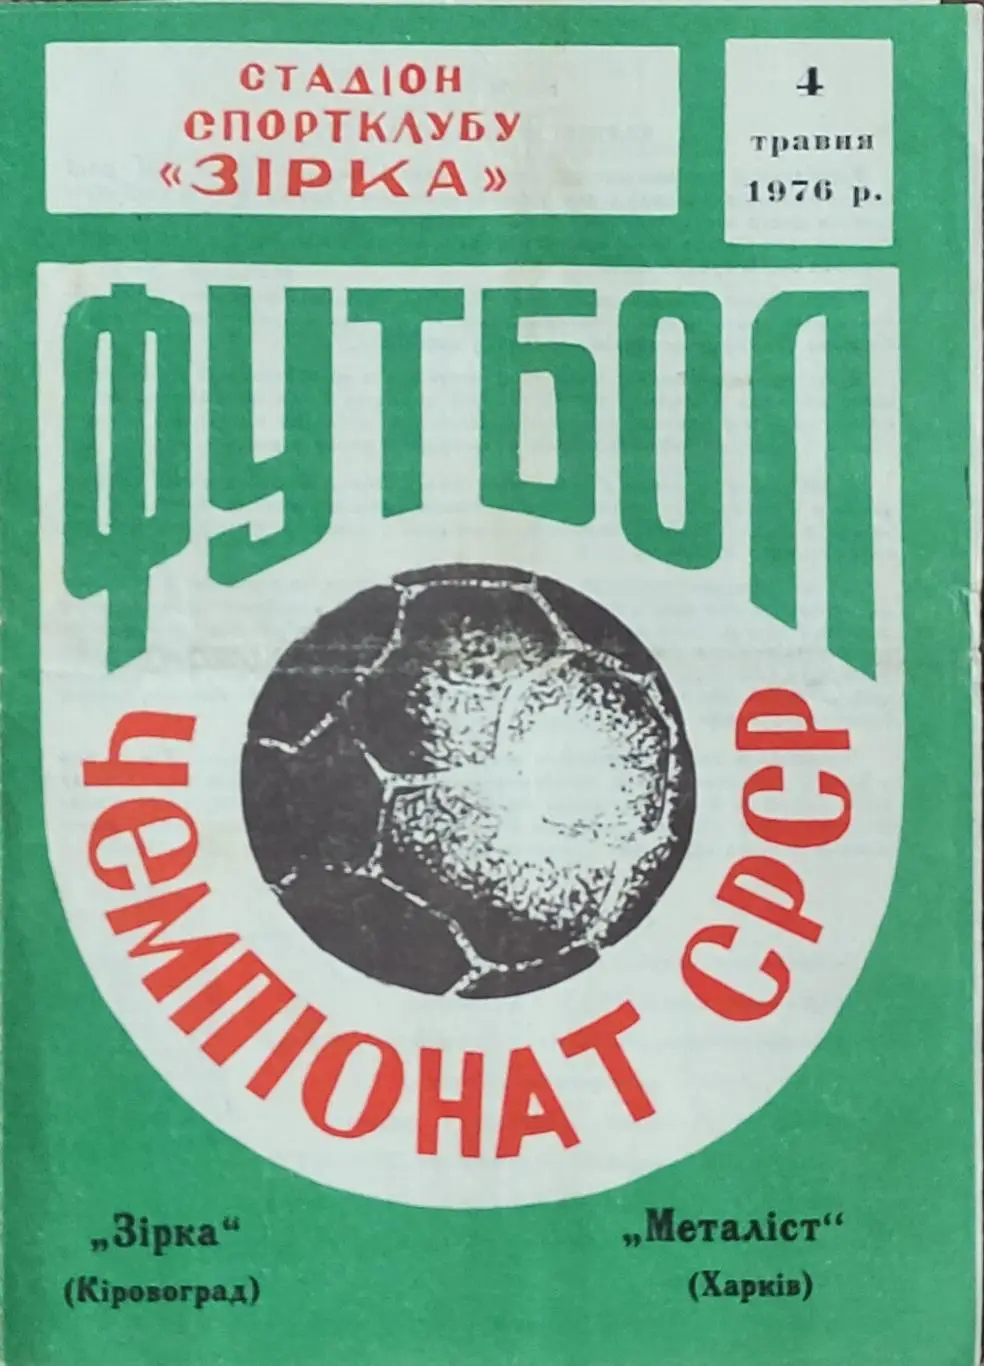 СТАДІОН
СПОРТКЛУБУ
«ЗІРКА»
4
травня
1976 р.
ФУТБОЛ
ЧЕМПІОНАТ СРСР
„Зірка“
(Кіровоград)
„Металіст“
(Харків)